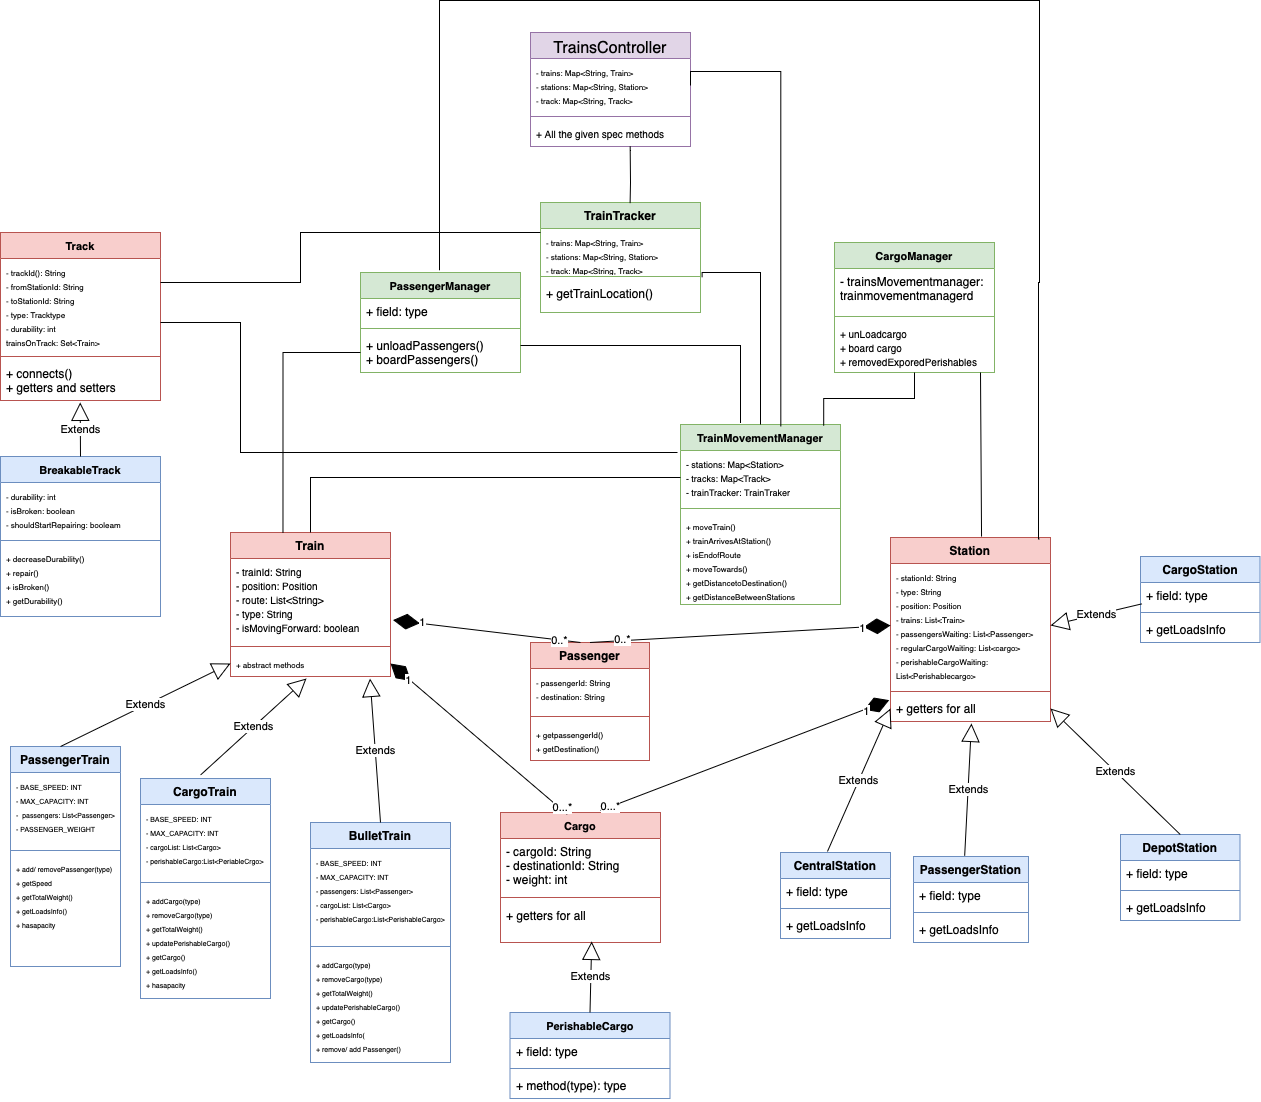 TrainsController
- trains: Map<String, Train>
- stations: Map<String, Station>
- track: Map<String, Track>
+ All the given spec methods
TrainTracker
- trains: Map<String, Train>
- stations: Map<String, Station>
- track: Map<String, Track>
+ getTrainLocation()
Track
- trackId(): String
- fromStationId: String
- toStationId: String
- type: Tracktype
- durability: int
trainsOnTrack: Set<Train>
+ connects()
+ getters and setters
Extends
PassengerManager
+ field: type
+ unloadPassengers()
+ boardPassengers()
CargoManager
- trainsMovementmanager:
trainmovementmanagerd
+ unLoadcargo
+ board cargo
+ removedExporedPerishables
BreakableTrack
- durability: int
- isBroken: boolean
- shouldStartRepairing: booleam
+ decreaseDurability()
+ repair()
+ isBroken()
+ getDurability()
TrainMovementManager
- stations: Map<Station>
- tracks: Map<Track>
- trainTracker: TrainTraker
+ moveTrain()
+ trainArrivesAtStation()
+ isEndofRoute
+ moveTowards()
+ getDistancetoDestination()
+ getDistanceBetweenStations
Train
- trainId: String
- position: Position
- route: List<String>
- type: String
- isMovingForward: boolean
+ abstract methods
Station
- stationId: String
- type: String
- position: Position
- trains: List<Train>
- passengersWaiting: List<Passenger>
- regularCargoWaiting: List<cargo>
- perishableCargoWaiting:
List<Perishablecargo>
+ getters for all
CargoStation
+ field: type
+ getLoadsInfo
Extends
1
0..*
0..*
1
Passenger
- passengerId: String
- destination: String
+ getpassengerId()
+ getDestination()
1
1
0...*
0...*
Extends
Extends
Extends
Extends
Extends
Extends
PassengerTrain
- BASE_SPEED: INT
- MAX_CAPACITY: INT
- passengers: List<Passenger>
- PASSENGER_WEIGHT
+ add/ removePassenger(type)
+ getSpeed
+ getTotalWeight()
+ getLoadsInfo()
+ hasapacity
CargoTrain
- BASE_SPEED: INT
- MAX_CAPACITY: INT
- cargoList: List<Cargo>
- perishableCargo:List<PeriableCrgo>
+ addCargo(type)
+ removeCargo(type)
+ getTotalWeight()
+ updatePerishableCargo()
+ getCargo()
+ getLoadsInfo()
+ hasapacity
BulletTrain
- BASE_SPEED: INT
- MAX_CAPACITY: INT
- passengers: List<Passenger>
- cargoList: List<Cargo>
- perishableCargo:List<PerishableCargo>
+ addCargo(type)
+ removeCargo(type)
+ getTotalWeight()
+ updatePerishableCargo()
+ getCargo()
+ getLoadsInfo(
+ remove/ add Passenger()
Cargo
- cargoId: String
- destinationId: String
- weight: int
+ getters for all
Extends
PerishableCargo
+ field: type
+ method(type): type
CentralStation
+ field: type
+ getLoadsInfo
PassengerStation
+ field: type
+ getLoadsInfo
DepotStation
+ field: type
+ getLoadsInfo